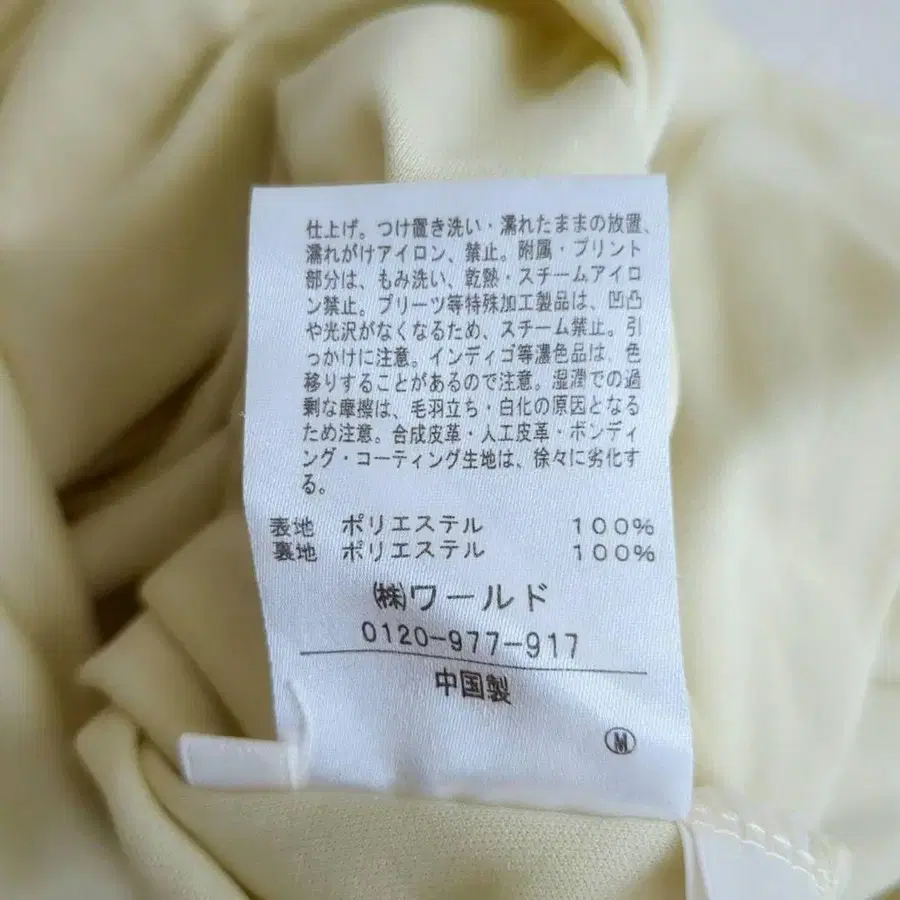 仕上げ。つけ置き洗い・濡れたままの放置、
濡れがけアイロン、禁止。附属・プリント
部分は、もみ洗い、乾熱・スチームアイロ
ン禁止。プリーツ等特殊加工製品は、凹凸
や光沢がなくなるため、スチーム禁止。引
っかけに注意。インディゴ等濃色品は、色
移りすることがあるので注意。湿潤での過
剰な摩擦は、毛羽立ち・白化の原因となる
ため注意。合成皮革・人工皮革・ボンディ
ング・コーティング生地は、徐々に劣化す
る。
表地 ポリエステル 100%
裏地 ポリエステル 100%
㈱ワールド
0120-977-917
中国製
Ⓜ